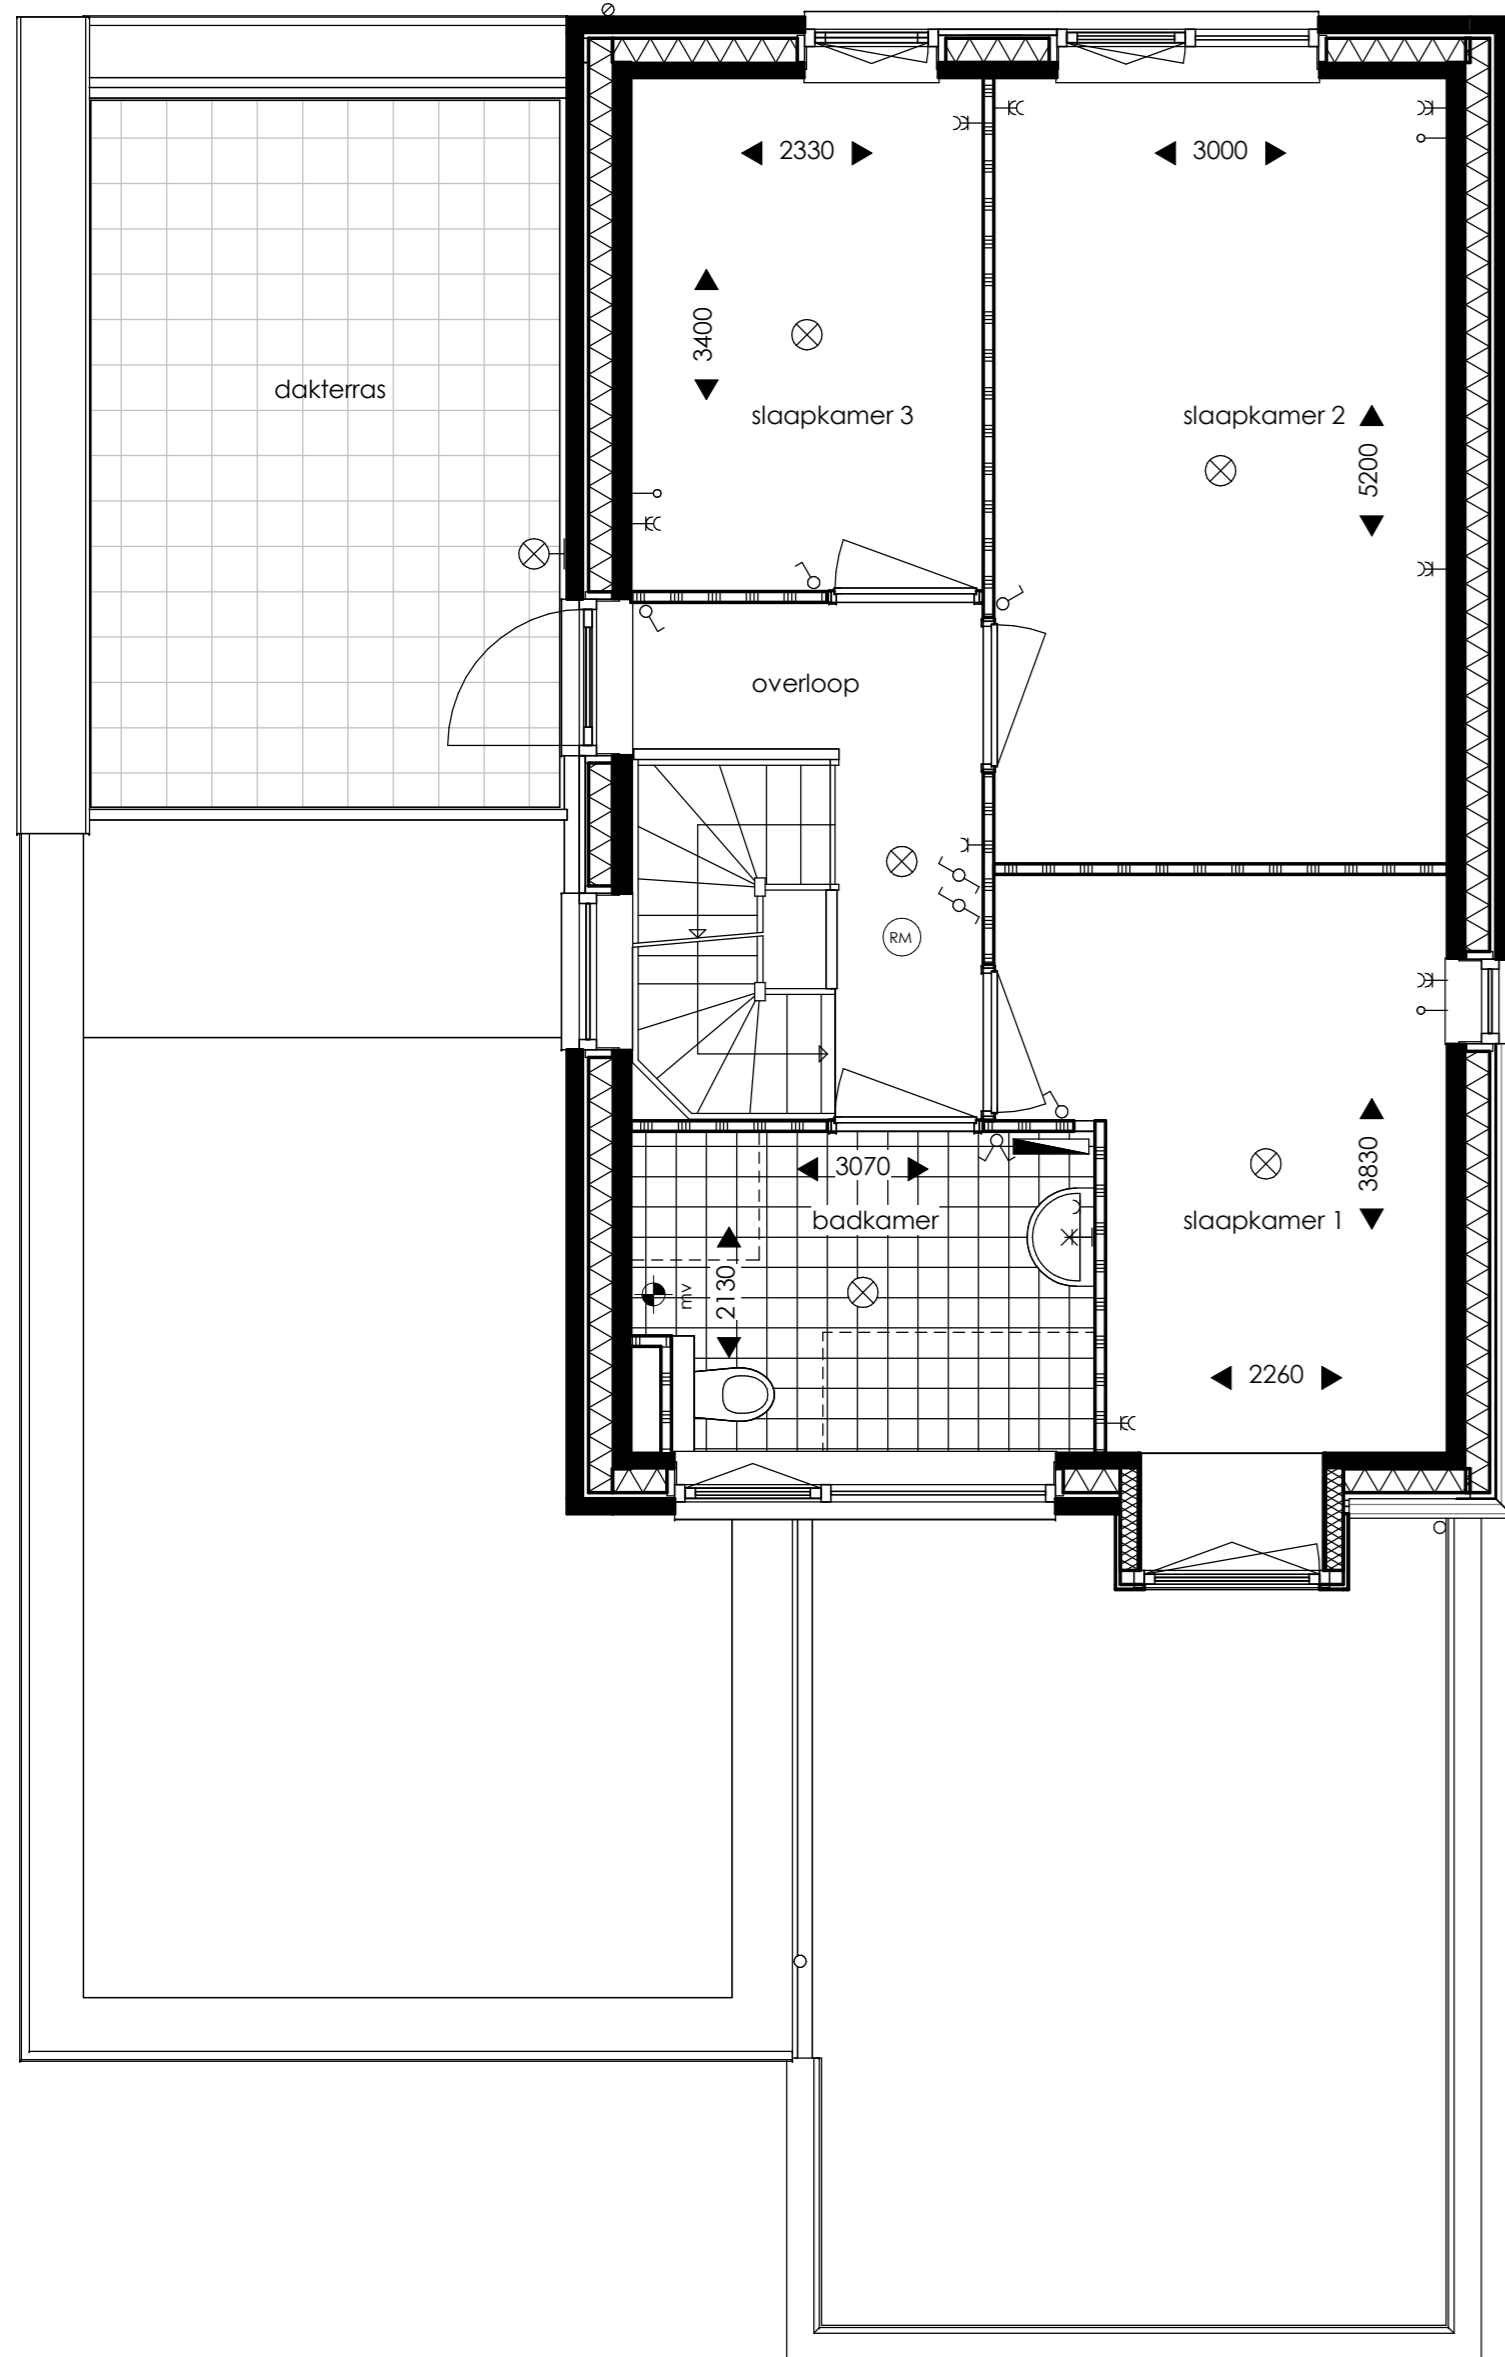 2330
3000
3400
dakterras
slaapkamer 3
slaapkamer 2
5200
overloop
RM
3070
3830
badkamer
slaapkamer 1
mv
2130
2260